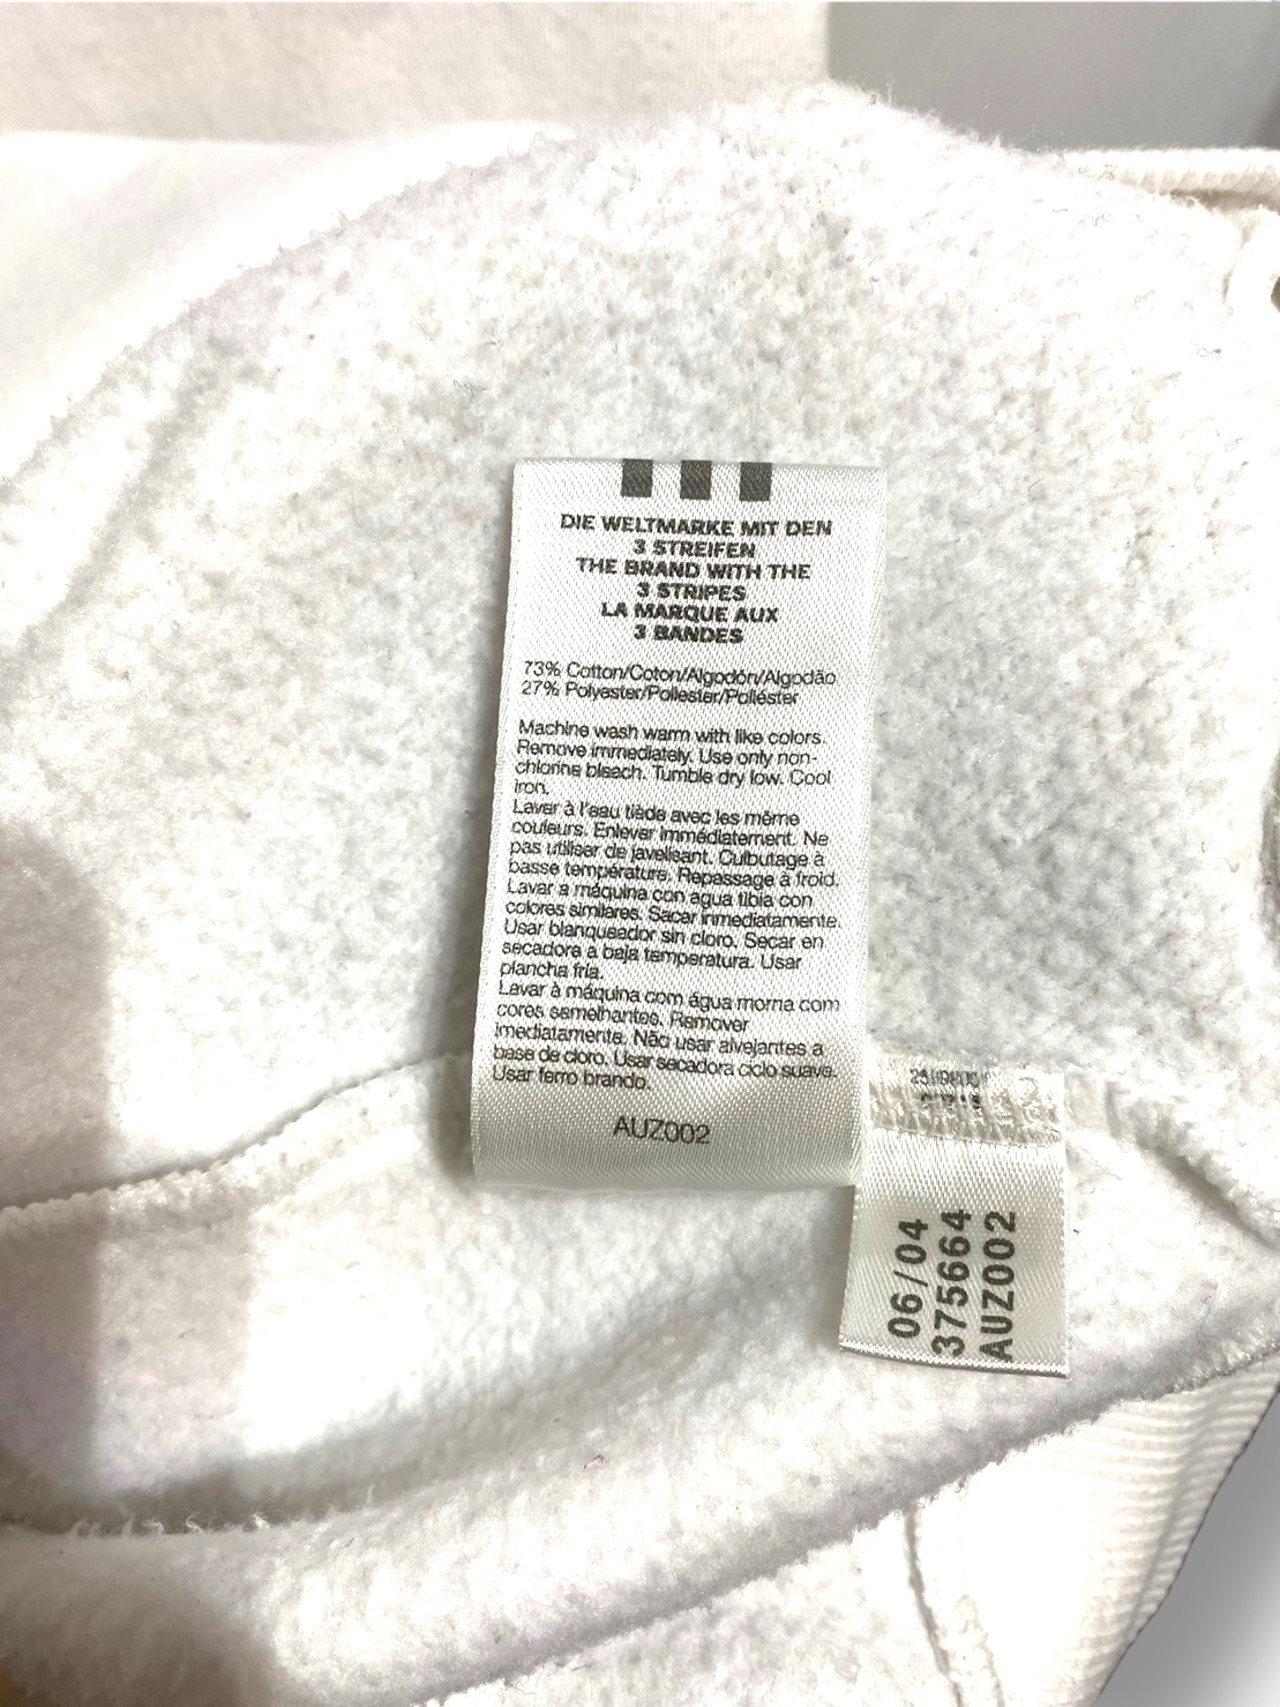 DIE WELTMARKE MIT DEN
3 STREIFEN
THE BRAND WITH THE
3 STRIPES
LA MARQUE AUX
3 BANDES
73% Cotton/Coton/Algodón/Algodão
27% Polyester/Poliester/Poliéster
Machine wash warm with like colors.
Remove immediately. Use only non-
chlorine bleach. Tumble dry low. Cool
iron.
Laver à l'eau tiède avec les même
couleurs. Enlever immédiatement. Ne
pas utiliser de javelisant. Culbutage à
basse température. Repassage à froid.
Lavar a máquina con agua tibia con
colores similares. Sacar inmediatamente.
Usar blanqueador sin cloro. Secar en
secadora a baja temperatura. Usar
plancha fría.
Lavar à máquina com água morna com
cores semelhantes. Remover
imediatamente. Não usar alvejantes a
base de cloro. Usar secadora ciclo suave.
Usar ferro brando.
AUZ002
06/04
375664
AUZ002